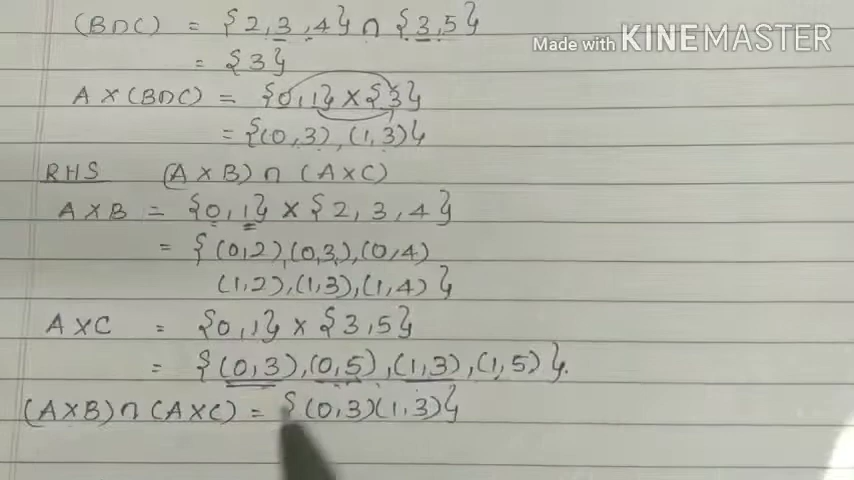 (B∩C) = {2,3,4} ∩ {3,5}
Made with KINEMASTER
= {3}
A×(B∩C) = {0,1} × {3}
= {(0,3),(1,3)}
RHS (A×B)∩(A×C)
A×B = {0,1} × {2,3,4}
= {(0,2),(0,3),(0,4)
(1,2),(1,3),(1,4)}
A×C = {0,1} × {3,5}
= {(0,3),(0,5),(1,3),(1,5)}.
(A×B)∩(A×C) = {(0,3)(1,3)}